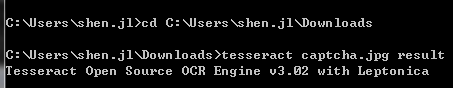 C:\Users\shen.jl>cd C:\Users\shen.jl\Downloads
C:\Users\shen.jl\Downloads>tesseract captcha.jpg result
Tesseract Open Source OCR Engine v3.02 with Leptonica